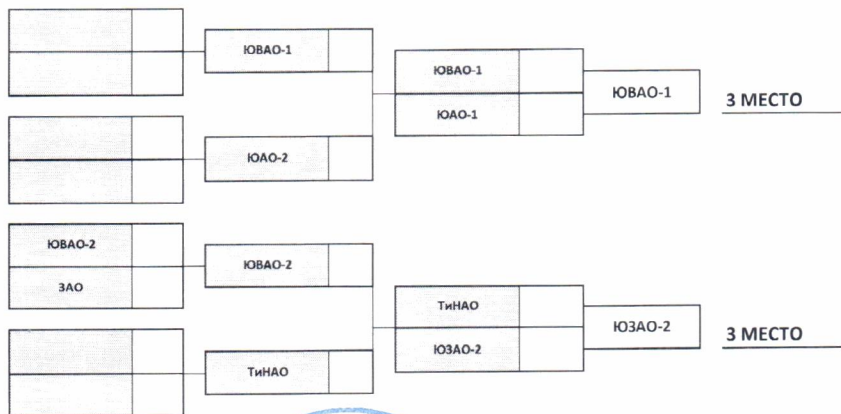 ЮВАО-1
ЮВАО-1
ЮАО-1
ЮВАО-1
3 МЕСТО
ЮАО-2
ЮВАО-2
ЗАО
ЮВАО-2
ТиНАО
ЮЗАО-2
ЮЗАО-2
3 МЕСТО
ТиНАО